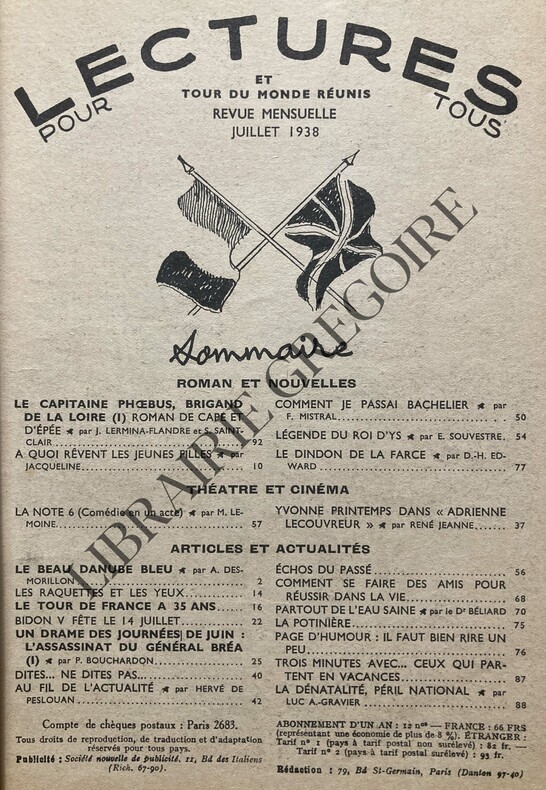 LECTURES
POUR TOUS
ET
TOUR DU MONDE RÉUNIS
REVUE MENSUELLE
JUILLET 1938
Sommaire
ROMAN ET NOUVELLES
LE CAPITAINE PHŒBUS, BRIGAND
DE LA LOIRE (I) ROMAN DE CAPE ET
D'ÉPÉE ★ par J. LERMINA-FLANDRE et S. SAINT-
CLAIR 92
A QUOI RÊVENT LES JEUNES FILLES ★ par
JACQUELINE 10
COMMENT JE PASSAI BACHELIER ★ par
F. MISTRAL 50
LÉGENDE DU ROI D'YS ★ par E. SOUVESTRE. 54
LE DINDON DE LA FARCE ★ par D.-H. ED-
WARD 77
THÉATRE ET CINÉMA
LA NOTE 6 (Comédie en un acte) ★ par M. LE-
MOINE 57
YVONNE PRINTEMPS DANS « ADRIENNE
LECOUVREUR » ★ par RENÉ JEANNE 37
ARTICLES ET ACTUALITÉS
LE BEAU DANUBE BLEU ★ par A. DES-
MORILLON 2
LES RAQUETTES ET LES YEUX 14
LE TOUR DE FRANCE A 35 ANS 16
BIDON V FÊTE LE 14 JUILLET 22
UN DRAME DES JOURNÉES DE JUIN :
L'ASSASSINAT DU GÉNÉRAL BRÉA
(I) ★ par P. BOUCHARDON 25
DITES... NE DITES PAS 40
AU FIL DE L'ACTUALITÉ ★ par HERVÉ DE
PESLOUAN 42
ÉCHOS DU PASSÉ 56
COMMENT SE FAIRE DES AMIS POUR
RÉUSSIR DANS LA VIE 68
PARTOUT DE L'EAU SAINE ★ par le Dr BÉLIARD 70
LA POTINIÈRE 75
PAGE D'HUMOUR : IL FAUT BIEN RIRE UN
PEU 76
TROIS MINUTES AVEC... CEUX QUI PAR-
TENT EN VACANCES 87
LA DÉNATALITÉ, PÉRIL NATIONAL ★ par
LUC A.-GRAVIER 88
Compte de chèques postaux : Paris 2683.
Tous droits de reproduction, de traduction et d'adaptation
réservés pour tous pays.
Publicité : Société nouvelle de publicité. 11, Bd des Italiens
(Rich. 67-90).
ABONNEMENT D'UN AN : 12 nos — FRANCE : 66 FRS
(représentant une économie de plus de 8 %). ÉTRANGER :
Tarif no 1 (pays à tarif postal non surélevé) : 82 fr. —
Tarif no 2 (pays à tarif postal surélevé) : 95 fr.
Rédaction : 79, Bd St-Germain, Paris (Danton 97-40)
LIBRAIRIE GREGOIRE